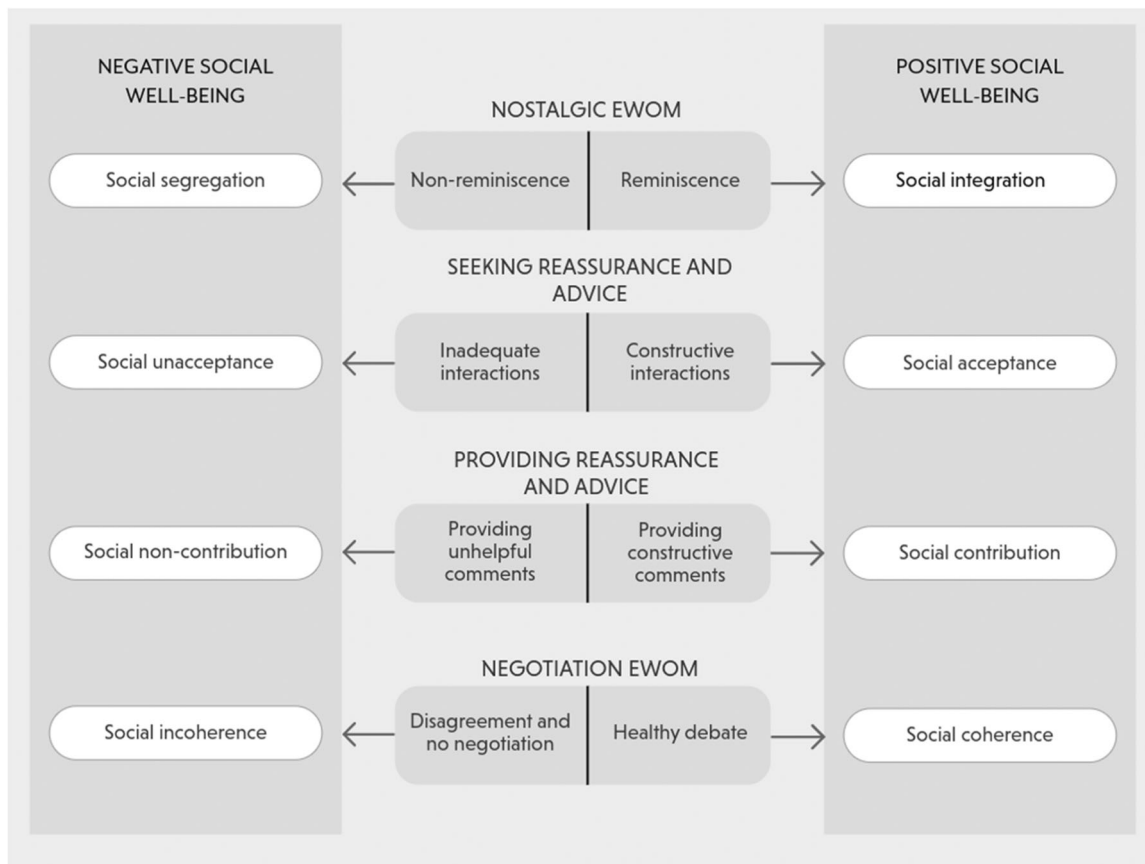 NEGATIVE SOCIAL
WELL-BEING
POSITIVE SOCIAL
WELL-BEING
NOSTALGIC EWOM
Social segregation
Non-reminiscence
Reminiscence
Social integration
SEEKING REASSURANCE AND
ADVICE
Social unacceptance
Inadequate
interactions
Constructive
interactions
Social acceptance
PROVIDING REASSURANCE
AND ADVICE
Social non-contribution
Providing
unhelpful
comments
Providing
constructive
comments
Social contribution
NEGOTIATION EWOM
Social incoherence
Disagreement and
no negotiation
Healthy debate
Social coherence